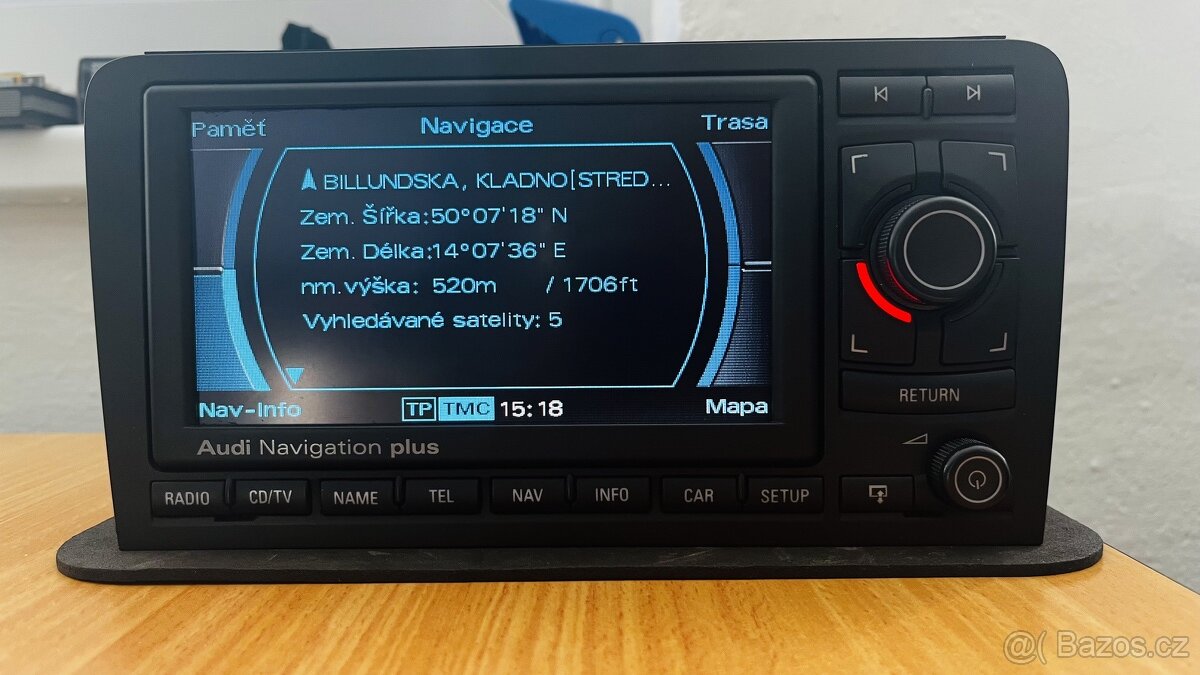 Paměť Navigace Trasa
BILLUNDSKA, KLADNO[STRED...
Zem. Šířka:50°07'18" N
Zem. Délka:14°07'36" E
nm.výška: 520m / 1706ft
Vyhledávané satelity: 5
Nav-Info TP TMC 15:18 Mapa
Audi Navigation plus
RETURN
RADIO CD/TV NAME TEL NAV INFO CAR SETUP
@( Bazos.cz